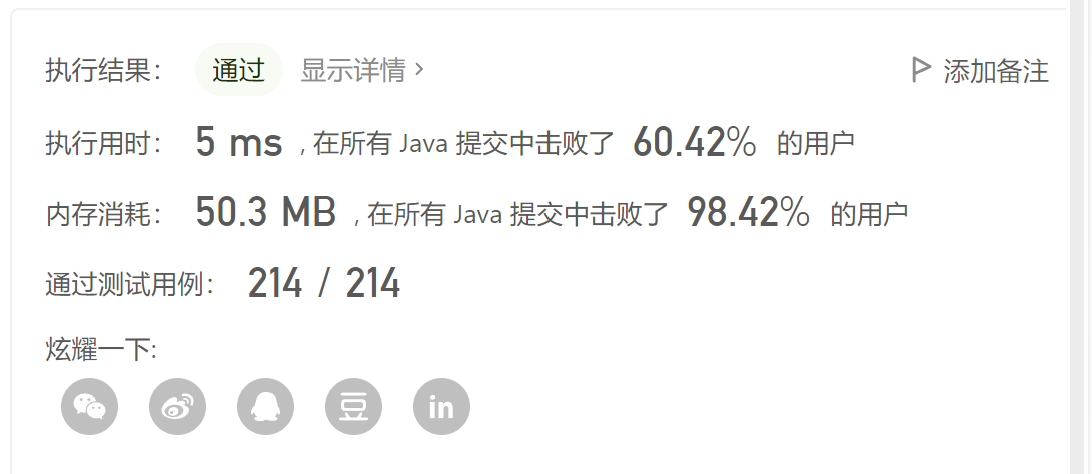 执行结果： 通过 显示详情 › 添加备注
执行用时： 5 ms , 在所有 Java 提交中击败了 60.42% 的用户
内存消耗： 50.3 MB , 在所有 Java 提交中击败了 98.42% 的用户
通过测试用例： 214 / 214
炫耀一下:
豆 in